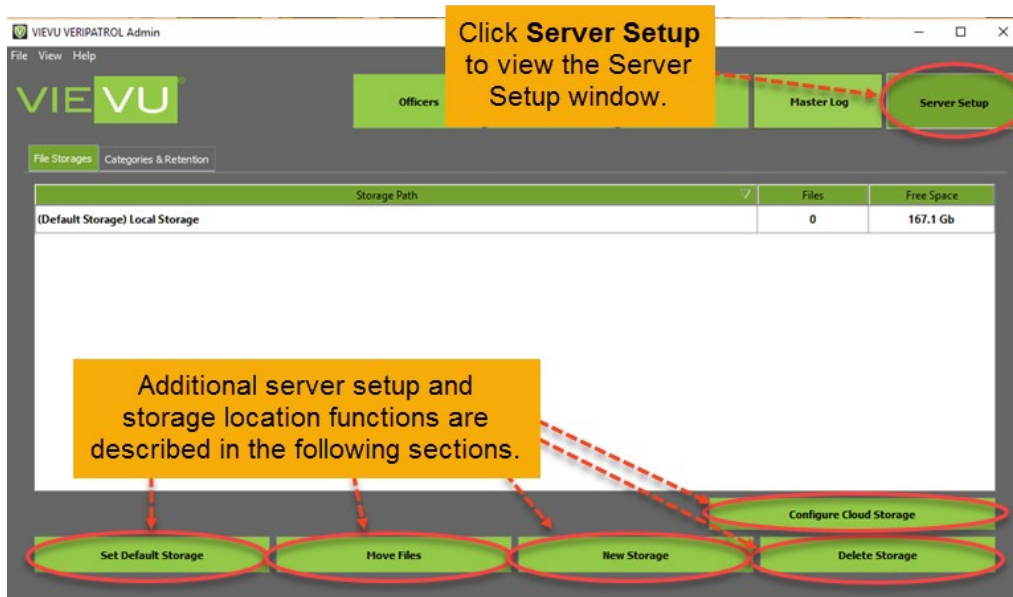 VIEVU VERIPATROL Admin
File View Help
Click Server Setup
to view the Server
Setup window.
VIEVU
Officers
Master Log
Server Setup
File Storages
Categories & Retention
Storage Path
Files
Free Space
(Default Storage) Local Storage
0
167.1 Gb
Additional server setup and
storage location functions are
described in the following sections.
Configure Cloud Storage
Set Default Storage
Move Files
New Storage
Delete Storage